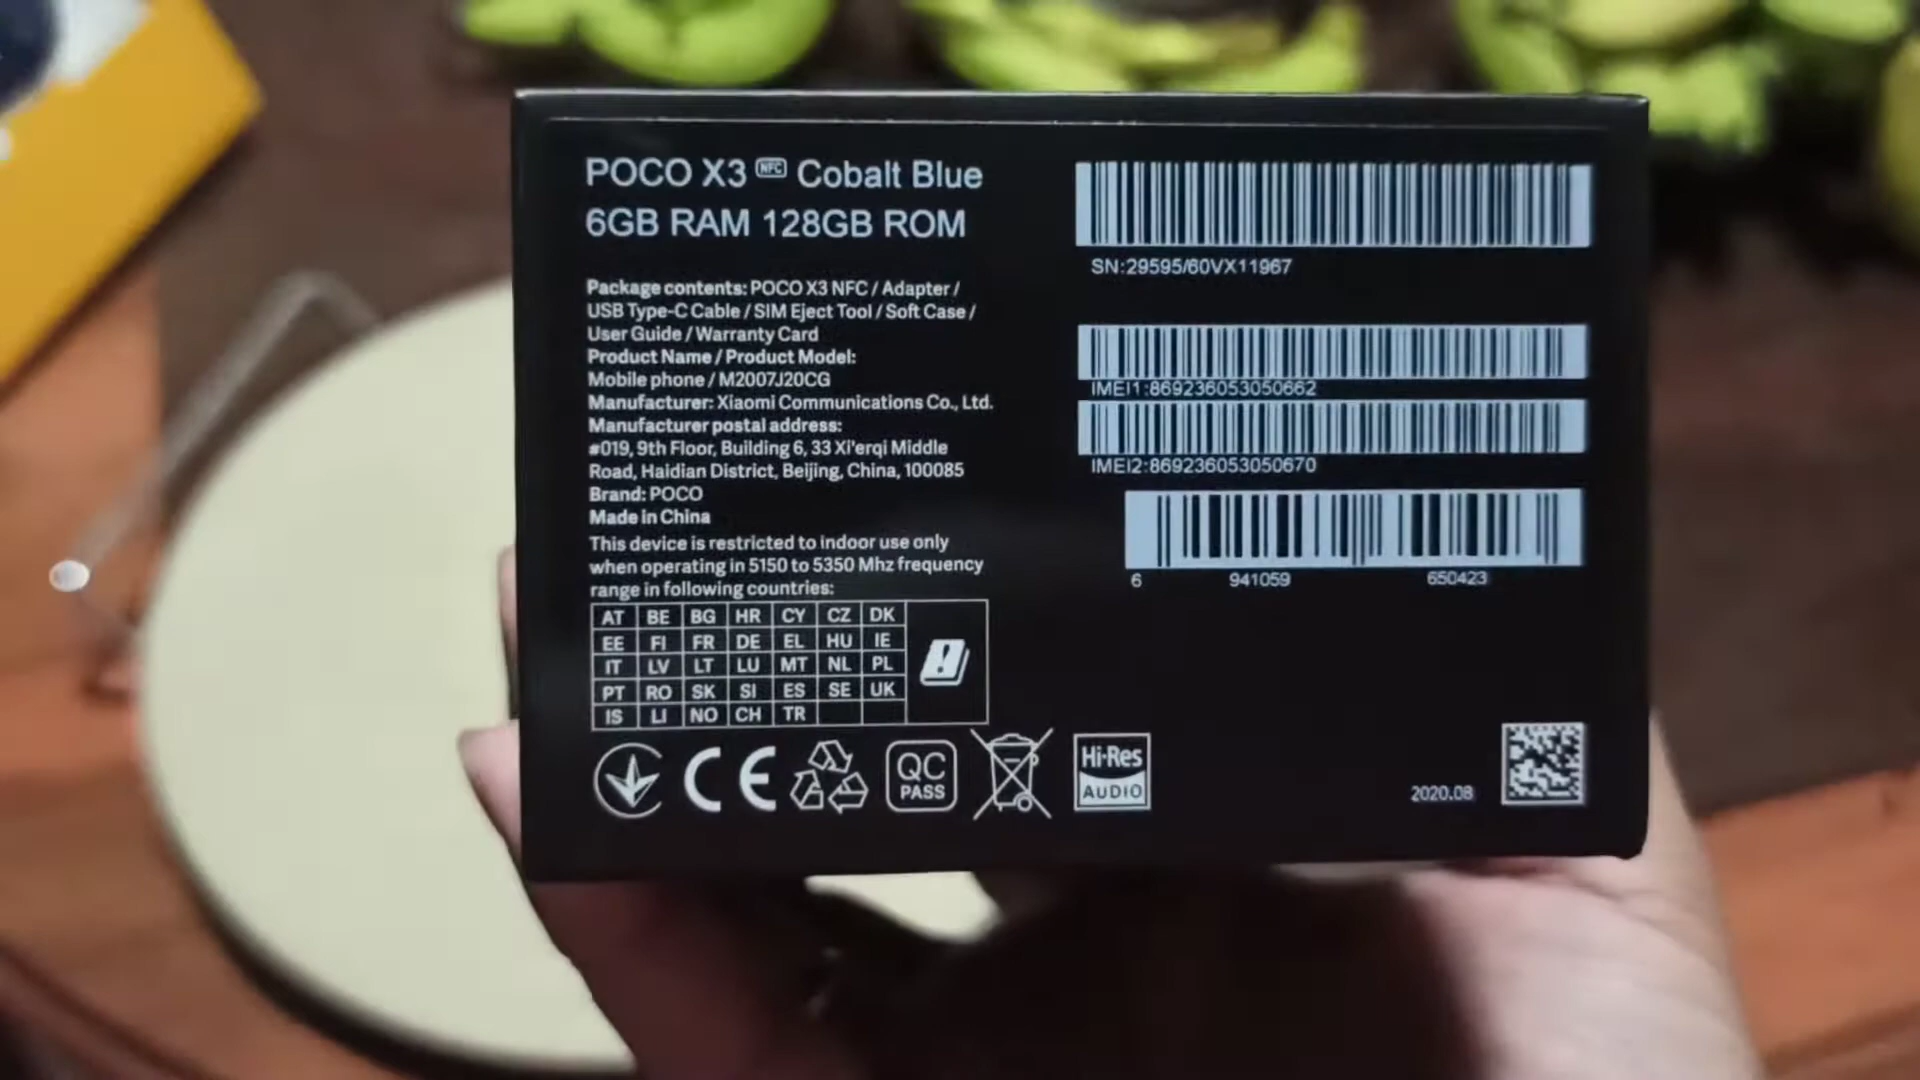 POCO X3 NFC Cobalt Blue
6GB RAM 128GB ROM
Package contents: POCO X3 NFC / Adapter /
USB Type-C Cable / SIM Eject Tool / Soft Case /
User Guide / Warranty Card
Product Name / Product Model:
Mobile phone / M2007J20CG
Manufacturer: Xiaomi Communications Co., Ltd.
Manufacturer postal address:
#019, 9th Floor, Building 6, 33 Xi'erqi Middle
Road, Haidian District, Beijing, China, 100085
Brand: POCO
Made in China
This device is restricted to indoor use only
when operating in 5150 to 5350 Mhz frequency
range in following countries:
AT BE BG HR CY CZ DK
EE FI FR DE EL HU IE
IT LV LT LU MT NL PL
PT RO SK SI ES SE UK
IS LI NO CH TR
CE
QC
PASS
Hi-Res
AUDIO
SN:29595/60VX11967
IMEI1:869236053050662
IMEI2:869236053050670
6 941059 650423
2020.08